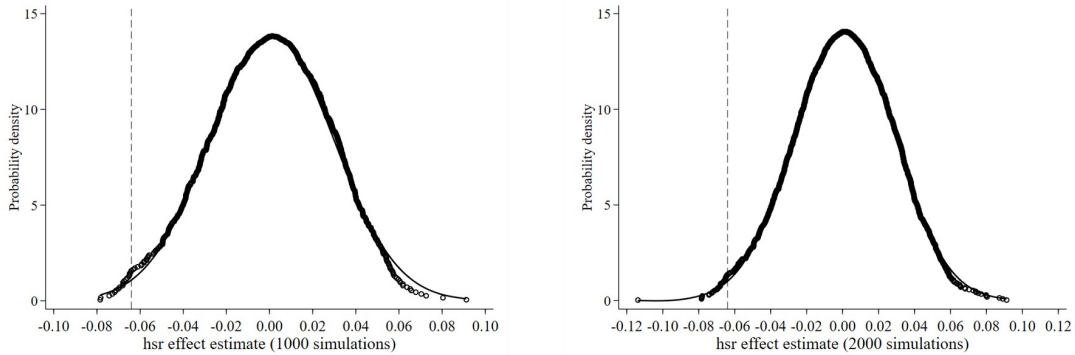 15
10
5
0
Probability density
-0.10 -0.08 -0.06 -0.04 -0.02 0.00 0.02 0.04 0.06 0.08 0.10
hsr effect estimate (1000 simulations)
15
10
5
0
Probability density
-0.12 -0.10 -0.08 -0.06 -0.04 -0.02 0.00 0.02 0.04 0.06 0.08 0.10 0.12
hsr effect estimate (2000 simulations)